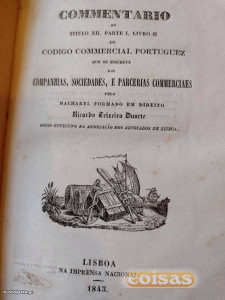 COMMENTARIO
AO
TITULO XII, PARTE I, LIVRO II
DO
CODIGO COMMERCIAL PORTUGUEZ
QUE SE INSCREVE
DAS
COMPANHIAS, SOCIEDADES, E PARCERIAS COMMERCIAES
PELO
BACHAREL FORMADO EM DIREITO
Ricardo Teixeira Duarte
SOCIO EFFECTIVO DA ASSOCIAÇÃO DOS ADVOGADOS DE LISBOA.
LISBOA
NA IMPRENSA NACIONAL.
1843.
coisas